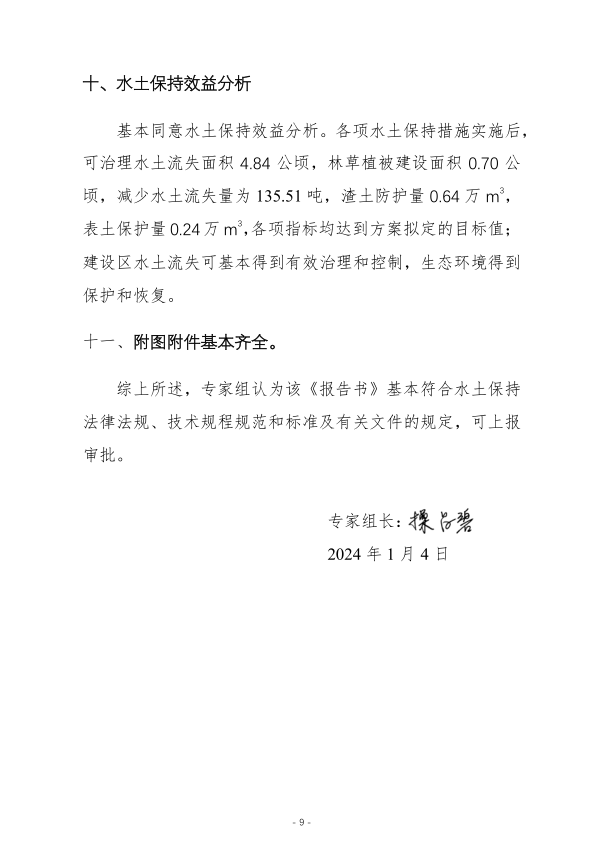 十、水土保持效益分析
基本同意水土保持效益分析。各项水土保持措施实施后，
可治理水土流失面积 4.84 公顷，林草植被建设面积 0.70 公
顷，减少水土流失量为 135.51 吨，渣土防护量 0.64 万 m³，
表土保护量 0.24 万 m³，各项指标均达到方案拟定的目标值；
建设区水土流失可基本得到有效治理和控制，生态环境得到
保护和恢复。
十一、附图附件基本齐全。
综上所述，专家组认为该《报告书》基本符合水土保持
法律法规、技术规程规范和标准及有关文件的规定，可上报
审批。
专家组长：操昌碧
2024 年 1 月 4 日
- 9 -